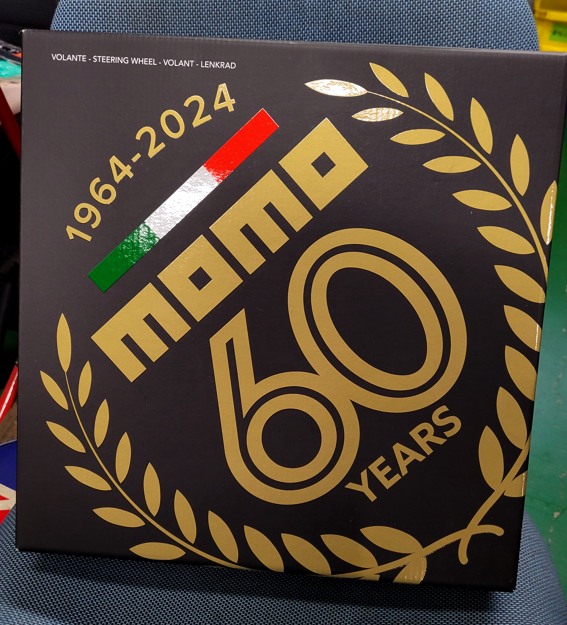 VOLANTE - STEERING WHEEL - VOLANT - LENKRAD
1964-2024
momo
60
YEARS